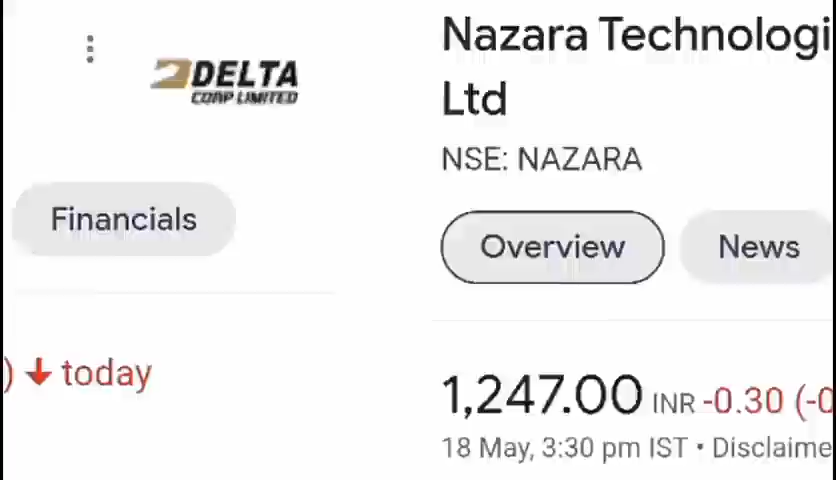 DELTA
CORP LIMITED
Financials
) ↓ today
Nazara Technologi
Ltd
NSE: NAZARA
Overview
News
1,247.00 INR -0.30 (-0
18 May, 3:30 pm IST • Disclaime